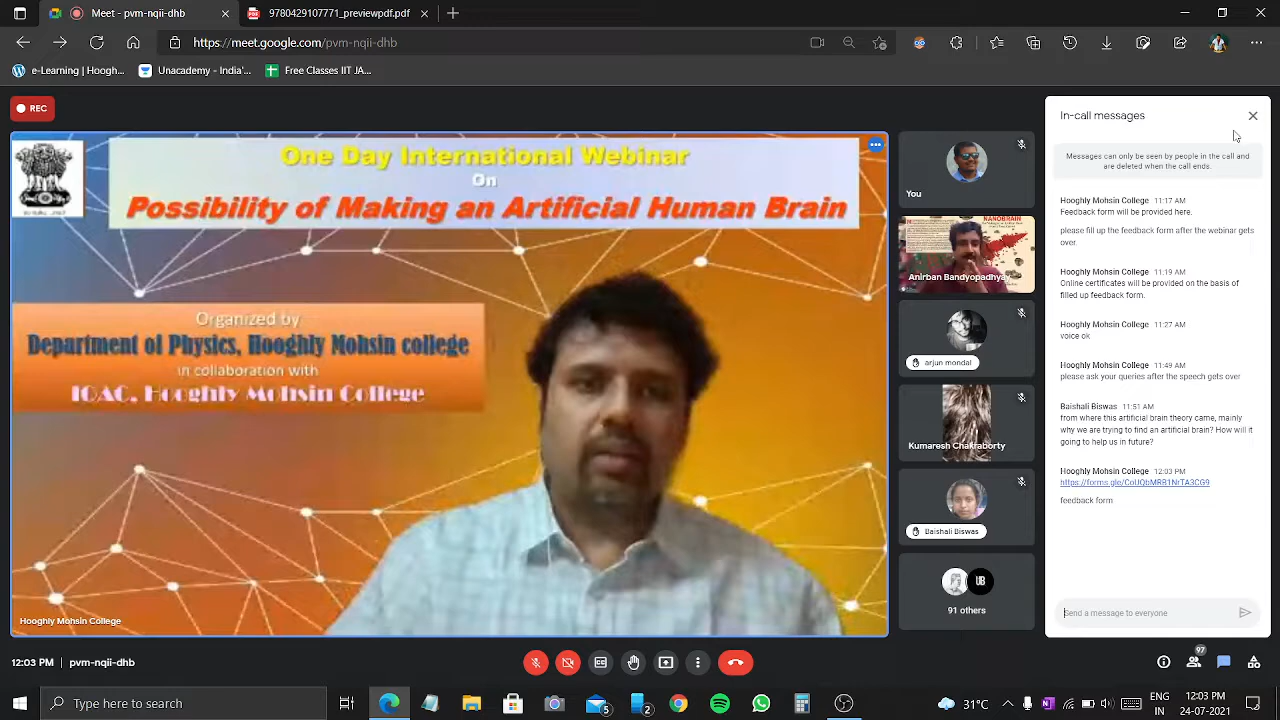 Meet - pvm-nqii-dhb
9780429107771_previewpdf.pdf
https://meet.google.com/pvm-nqii-dhb
e-Learning | Hoogh...
Unacademy - India'...
Free Classes IIT JA...
REC
One Day International Webinar
On
Possibility of Making an Artificial Human Brain
Organized by
Department of Physics, Hooghly Mohsin college
in collaboration with
IQAC, Hooghly Mohsin College
Hooghly Mohsin College
You
NANOBRAIN
Anirban Bandyopadhya
arjun mondal
Kumaresh Chakraborty
Baishali Biswas
UB
91 others
In-call messages
Messages can only be seen by people in the call and
are deleted when the call ends.
Hooghly Mohsin College 11:17 AM
Feedback form will be provided here.
please fill up the feedback form after the webinar gets
over.
Hooghly Mohsin College 11:19 AM
Online certificates will be provided on the basis of
filled up feedback form.
Hooghly Mohsin College 11:27 AM
voice ok
Hooghly Mohsin College 11:49 AM
please ask your queries after the speech gets over
Baishali Biswas 11:51 AM
from where this artificial brain theory came, mainly
why we are trying to find an artificial brain? How will it
going to help us in future?
Hooghly Mohsin College 12:03 PM
https://forms.gle/CoUQbMRB1NrTA3CG9
feedback form
Send a message to everyone
12:03 PM | pvm-nqii-dhb
97
Type here to search
5
2
31°C
ENG
IN
12:03 PM
24-07-2021